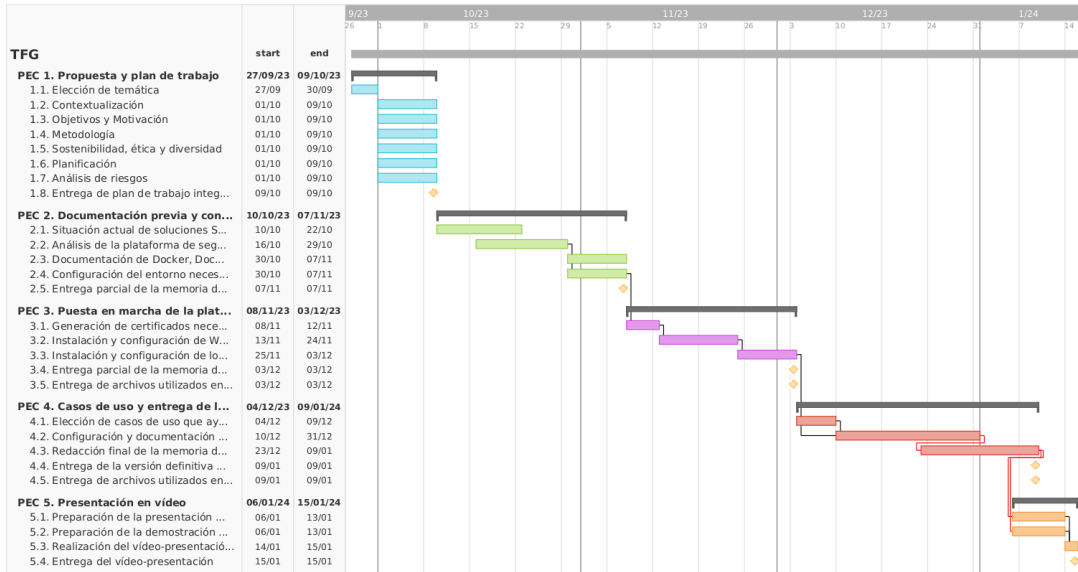 9/23 10/23 11/23 12/23 1/24
26 1 8 15 22 29 5 12 19 26 3 10 17 24 31 7 14
TFG start end
PEC 1. Propuesta y plan de trabajo 27/09/23 09/10/23
1.1. Elección de temática 27/09 30/09
1.2. Contextualización 01/10 09/10
1.3. Objetivos y Motivación 01/10 09/10
1.4. Metodología 01/10 09/10
1.5. Sostenibilidad, ética y diversidad 01/10 09/10
1.6. Planificación 01/10 09/10
1.7. Análisis de riesgos 01/10 09/10
1.8. Entrega de plan de trabajo integ... 09/10 09/10
PEC 2. Documentación previa y con... 10/10/23 07/11/23
2.1. Situación actual de soluciones S... 10/10 22/10
2.2. Análisis de la plataforma de seg... 16/10 29/10
2.3. Documentación de Docker, Doc... 30/10 07/11
2.4. Configuración del entorno neces... 30/10 07/11
2.5. Entrega parcial de la memoria d... 07/11 07/11
PEC 3. Puesta en marcha de la plat... 08/11/23 03/12/23
3.1. Generación de certificados nece... 08/11 12/11
3.2. Instalación y configuración de W... 13/11 24/11
3.3. Instalación y configuración de lo... 25/11 03/12
3.4. Entrega parcial de la memoria d... 03/12 03/12
3.5. Entrega de archivos utilizados en... 03/12 03/12
PEC 4. Casos de uso y entrega de l... 04/12/23 09/01/24
4.1. Elección de casos de uso que ay... 04/12 09/12
4.2. Configuración y documentación ... 10/12 31/12
4.3. Redacción final de la memoria d... 23/12 09/01
4.4. Entrega de la versión definitiva ... 09/01 09/01
4.5. Entrega de archivos utilizados en... 09/01 09/01
PEC 5. Presentación en vídeo 06/01/24 15/01/24
5.1. Preparación de la presentación ... 06/01 13/01
5.2. Preparación de la demostración ... 06/01 13/01
5.3. Realización del vídeo-presentació... 14/01 15/01
5.4. Entrega del vídeo-presentación 15/01 15/01